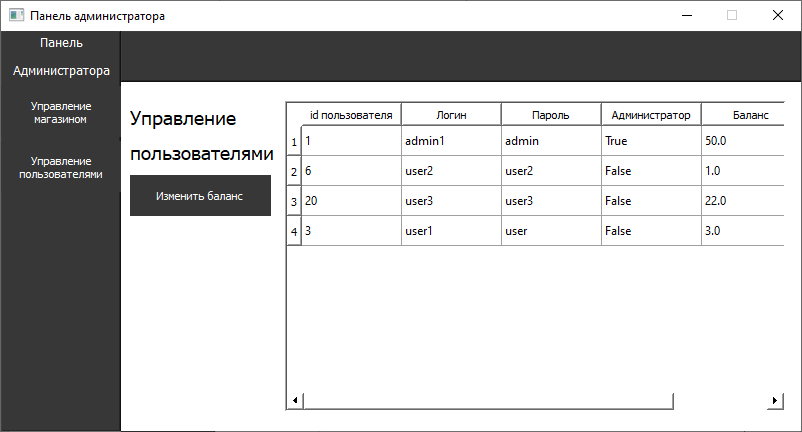 Панель администратора
Панель
Администратора
Управление
магазином
Управление
пользователями
Управление
пользователями
Изменить баланс
id пользователя Логин Пароль Администратор Баланс
1 1 admin1 admin True 50.0
2 6 user2 user2 False 1.0
3 20 user3 user3 False 22.0
4 3 user1 user False 3.0